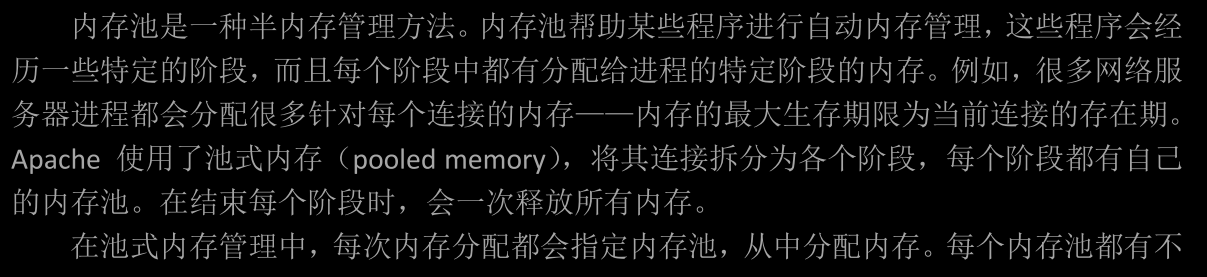 内存池是一种半内存管理方法。内存池帮助某些程序进行自动内存管理，这些程序会经
历一些特定的阶段，而且每个阶段中都有分配给进程的特定阶段的内存。例如，很多网络服
务器进程都会分配很多针对每个连接的内存——内存的最大生存期限为当前连接的存在期。
Apache 使用了池式内存（pooled memory），将其连接拆分为各个阶段，每个阶段都有自己
的内存池。在结束每个阶段时，会一次释放所有内存。
在池式内存管理中，每次内存分配都会指定内存池，从中分配内存。每个内存池都有不